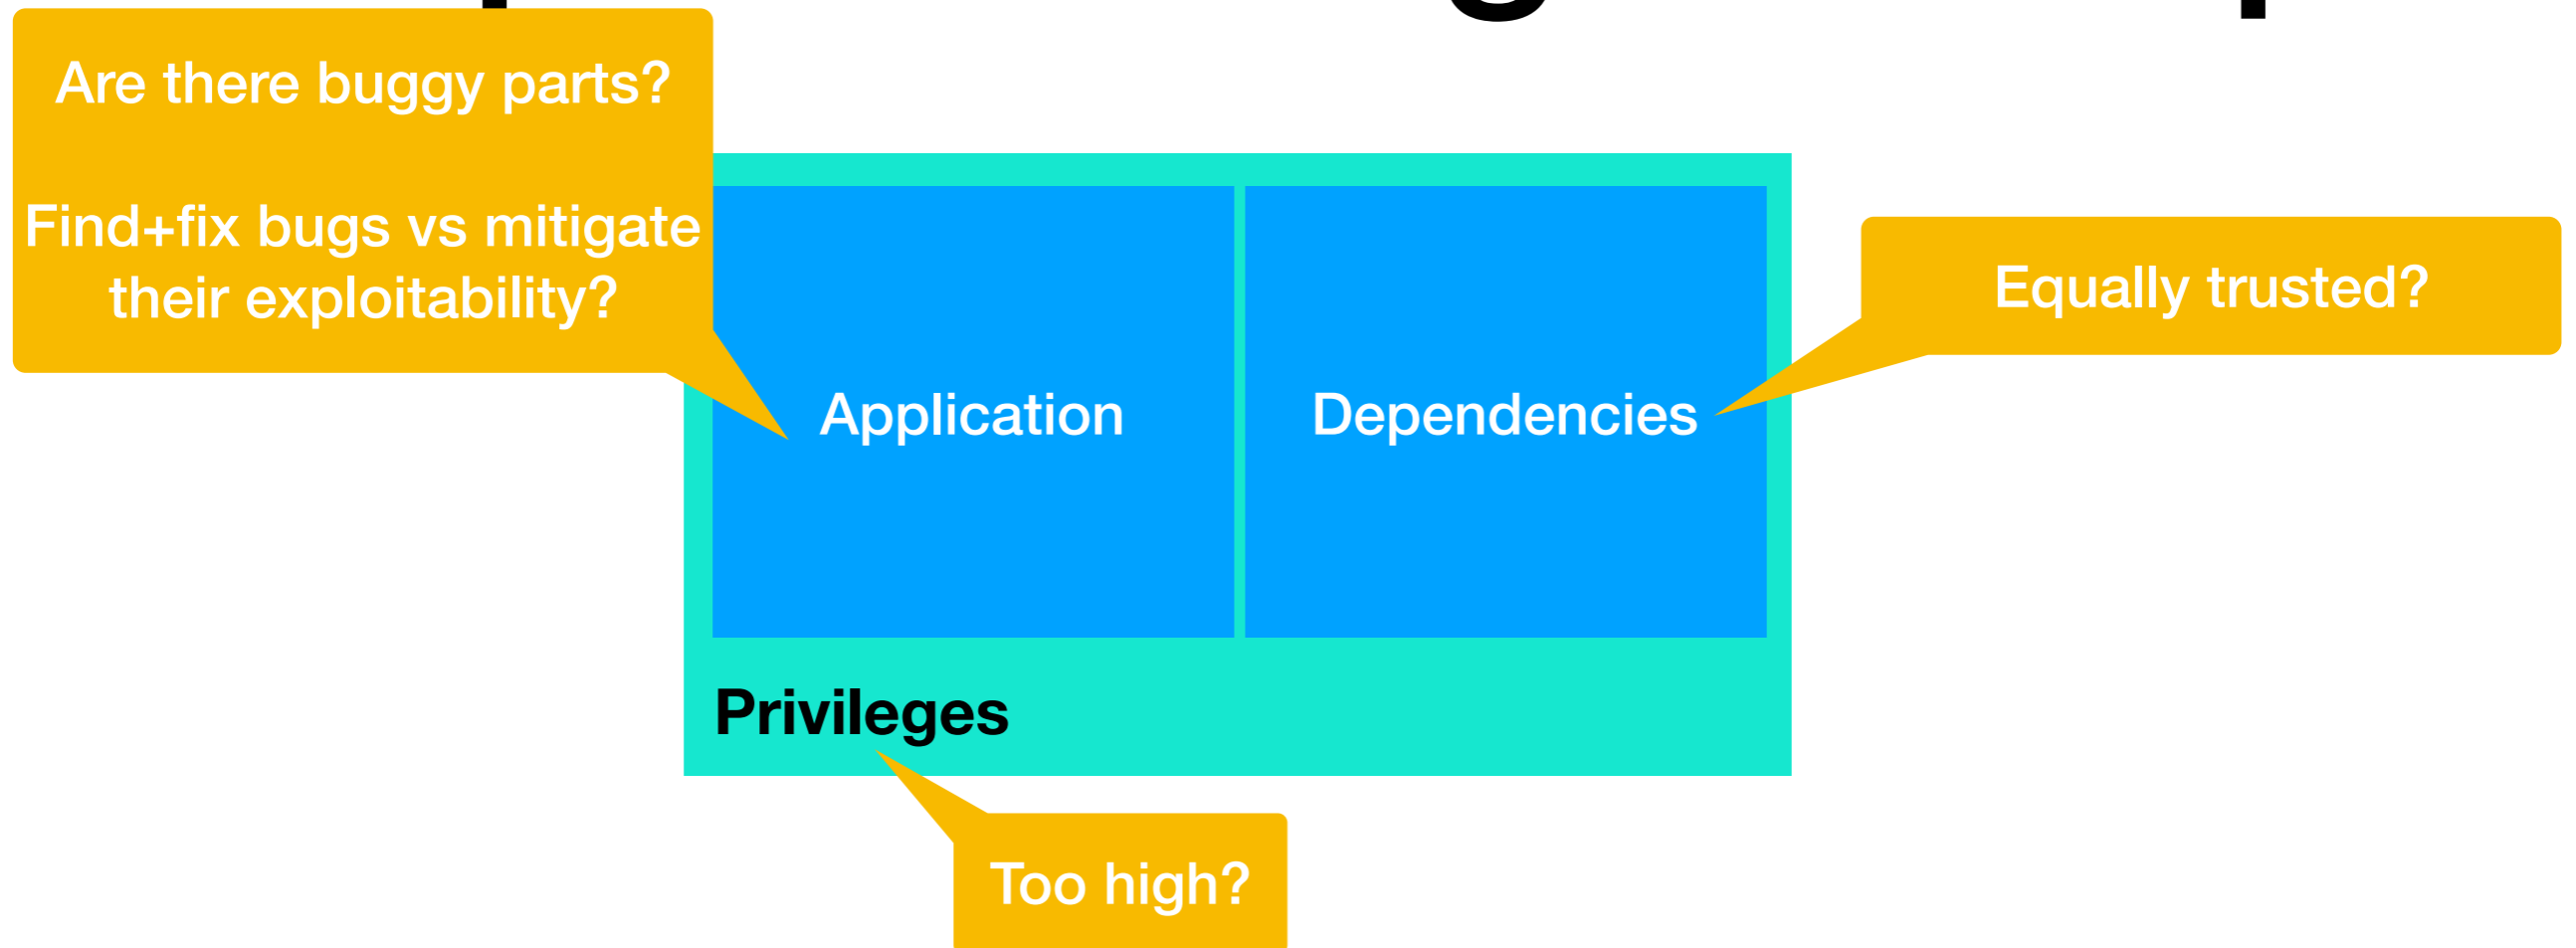 Are there buggy parts?
Find+fix bugs vs mitigate
their exploitability?
Equally trusted?
Application
Dependencies
Privileges
Too high?